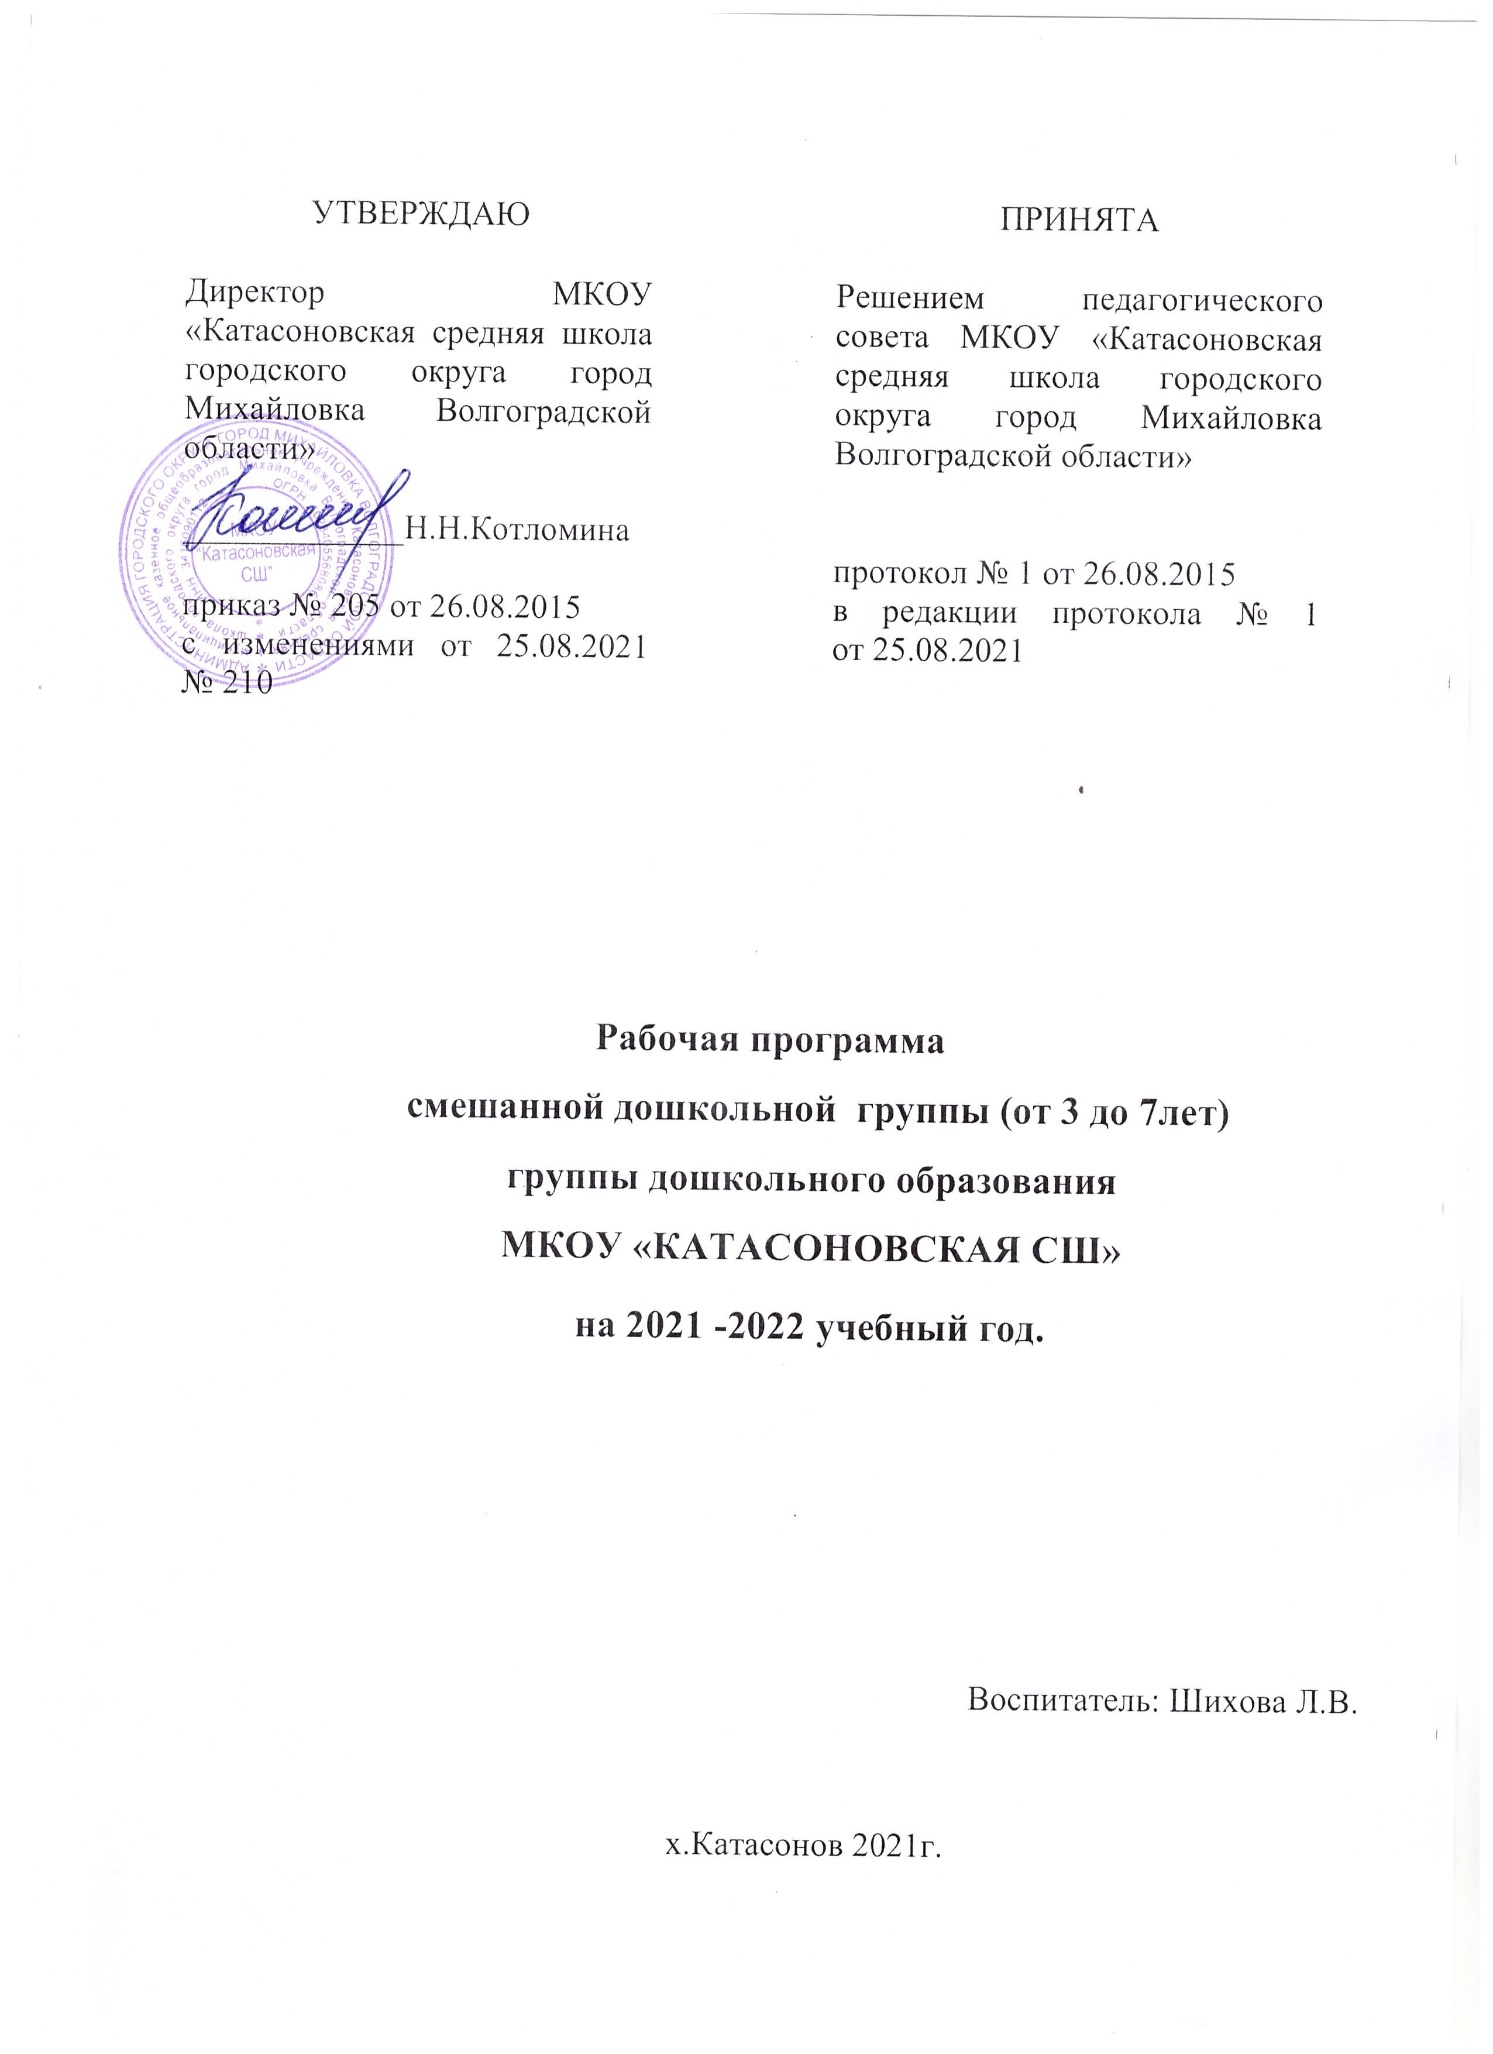 УТВЕРЖДАЮ
Директор МКОУ
«Катасоновская средняя школа
городского округа город
Михайловка Волгоградской
области»
Н.Н.Котломина
приказ № 205 от 26.08.2015
с изменениями от 25.08.2021
№ 210
МКОУ
"Катасоновская
СШ"
ПРИНЯТА
Решением педагогического
совета МКОУ «Катасоновская
средняя школа городского
округа город Михайловка
Волгоградской области»
протокол № 1 от 26.08.2015
в редакции протокола № 1
от 25.08.2021
Рабочая программа
смешанной дошкольной группы (от 3 до 7лет)
группы дошкольного образования
МКОУ «КАТАСОНОВСКАЯ СШ»
на 2021 -2022 учебный год.
Воспитатель: Шихова Л.В.
х.Катасонов 2021г.